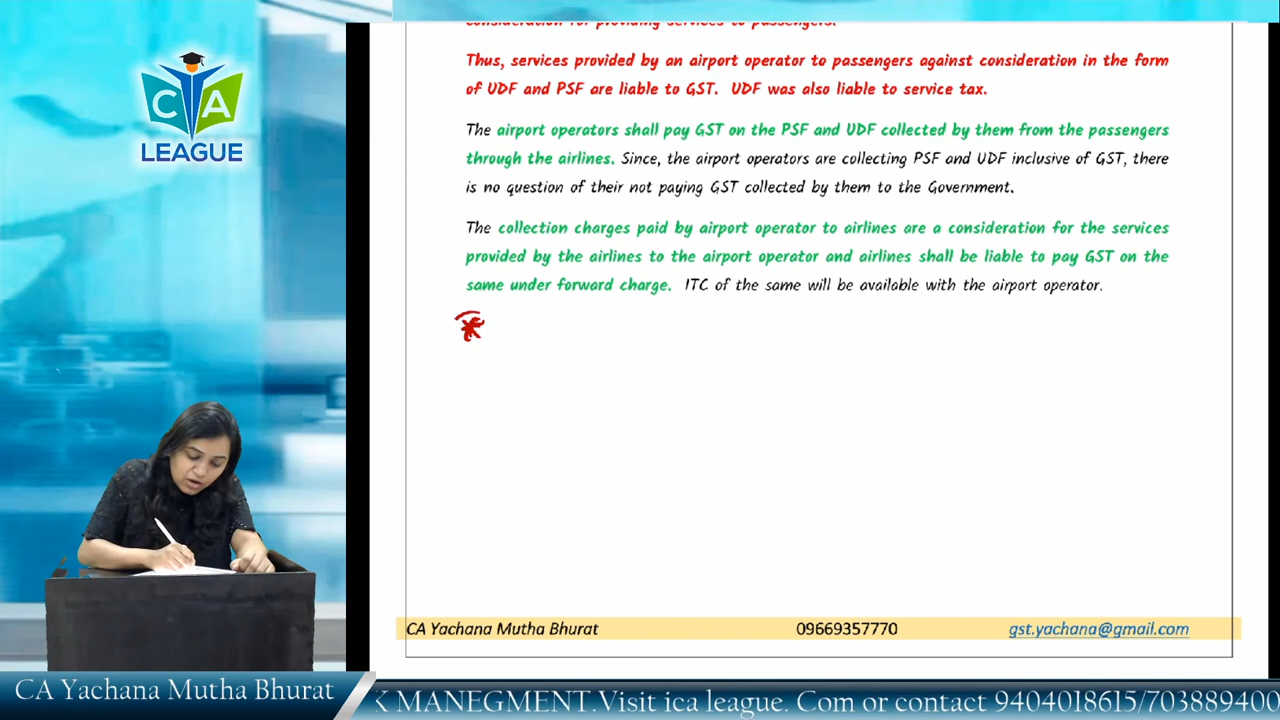 consideration for providing services to passengers.
Thus, services provided by an airport operator to passengers against consideration in the form
of UDF and PSF are liable to GST. UDF was also liable to service tax.
The airport operators shall pay GST on the PSF and UDF collected by them from the passengers
through the airlines. Since, the airport operators are collecting PSF and UDF inclusive of GST, there
is no question of their not paying GST collected by them to the Government.
The collection charges paid by airport operator to airlines are a consideration for the services
provided by the airlines to the airport operator and airlines shall be liable to pay GST on the
same under forward charge. ITC of the same will be available with the airport operator.
CA
LEAGUE
CA Yachana Mutha Bhurat 09669357770 gst.yachana@gmail.com
CA Yachana Mutha Bhurat
K MANEGMENT.Visit ica league. Com or contact 9404018615/703889400